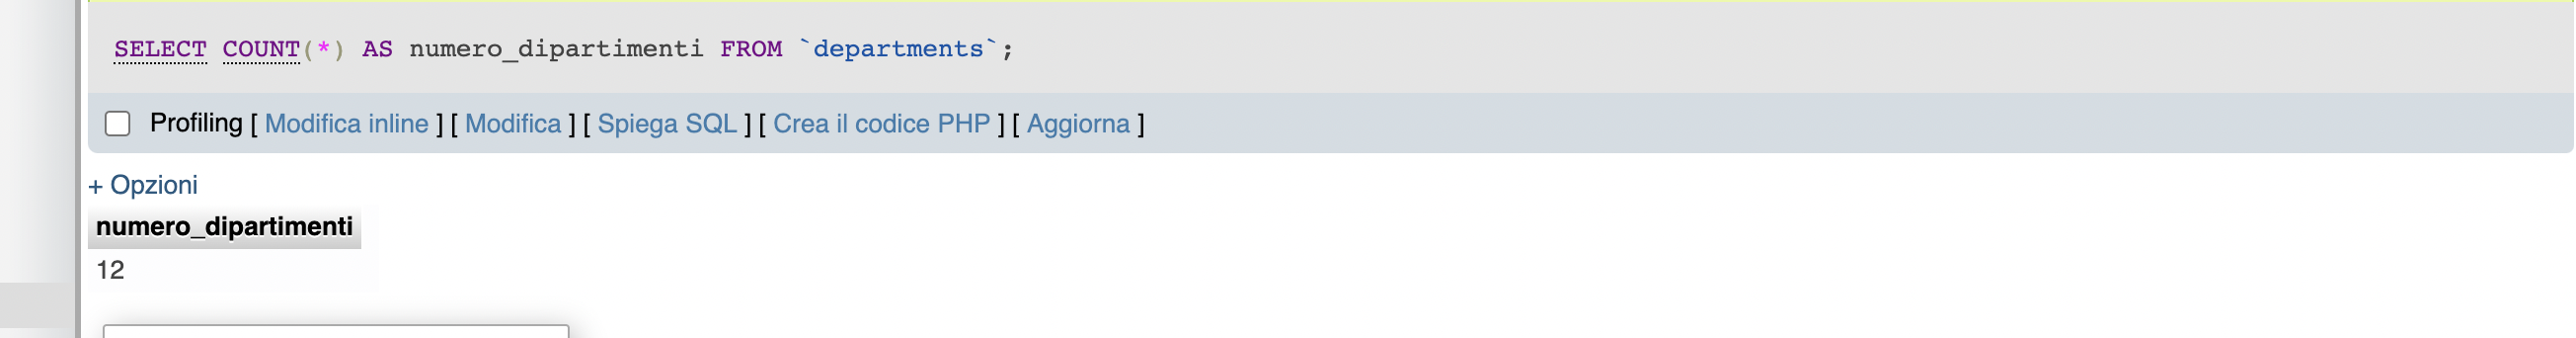 SELECT COUNT(*) AS numero_dipartimenti FROM `departments`;
Profiling [ Modifica inline ] [ Modifica ] [ Spiega SQL ] [ Crea il codice PHP ] [ Aggiorna ]
+ Opzioni
numero_dipartimenti
12